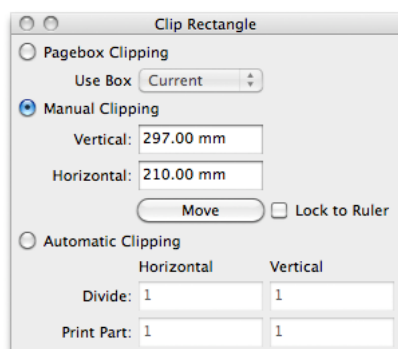 Clip Rectangle
Pagebox Clipping
Use Box Current
Manual Clipping
Vertical: 297.00 mm
Horizontal: 210.00 mm
Move Lock to Ruler
Automatic Clipping
Horizontal Vertical
Divide: 1 1
Print Part: 1 1